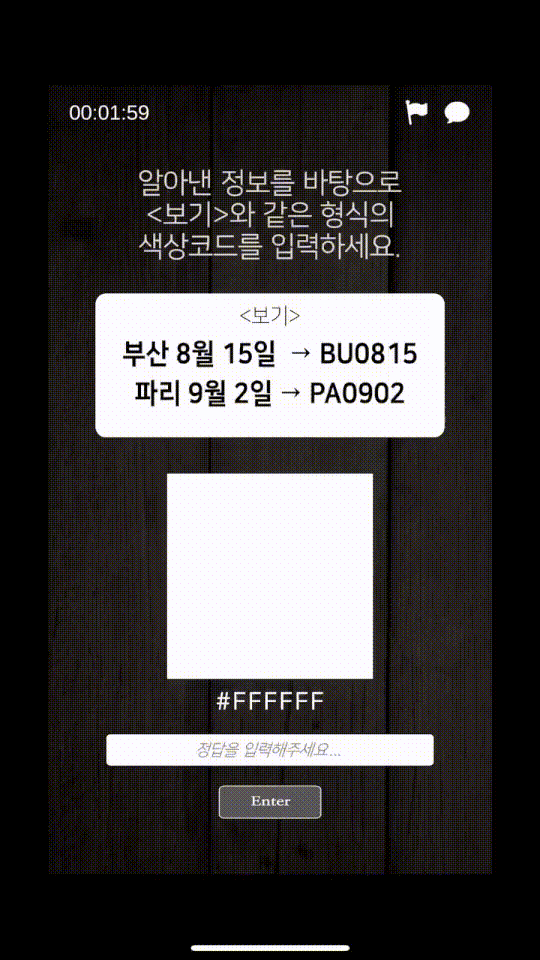 00:01:59
알아낸 정보를 바탕으로
<보기>와 같은 형식의
색상코드를 입력하세요.
<보기>
부산 8월 15일 → BU0815
파리 9월 2일 → PA0902
#FFFFFF
정답을 입력해주세요...
Enter